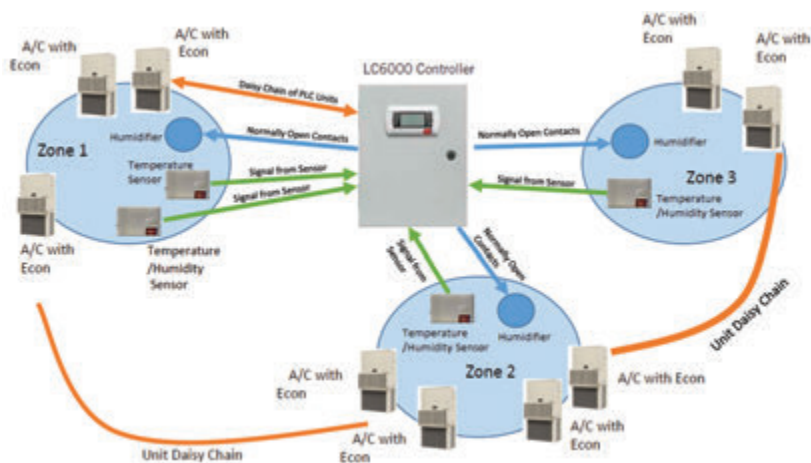 A/C with
Econ
A/C with
Econ
LC6000 Controller
A/C with
Econ
A/C with
Econ
Daisy Chain of PLC Units
Humidifier
Normally Open Contacts
Normally Open Contacts
Humidifier
Zone 1
Temperature
Sensor
Signal from Sensor
Signal from Sensor
Signal from Sensor
Zone 3
Temperature
/Humidity Sensor
A/C with
Econ
Temperature
/Humidity
Sensor
Signal from
Sensor
Normally Open
Contacts
Temperature
/Humidity Sensor
Humidifier
Zone 2
Unit Daisy Chain
A/C with
Econ
A/C with Econ
A/C with
Econ
A/C with
Econ
Unit Daisy Chain